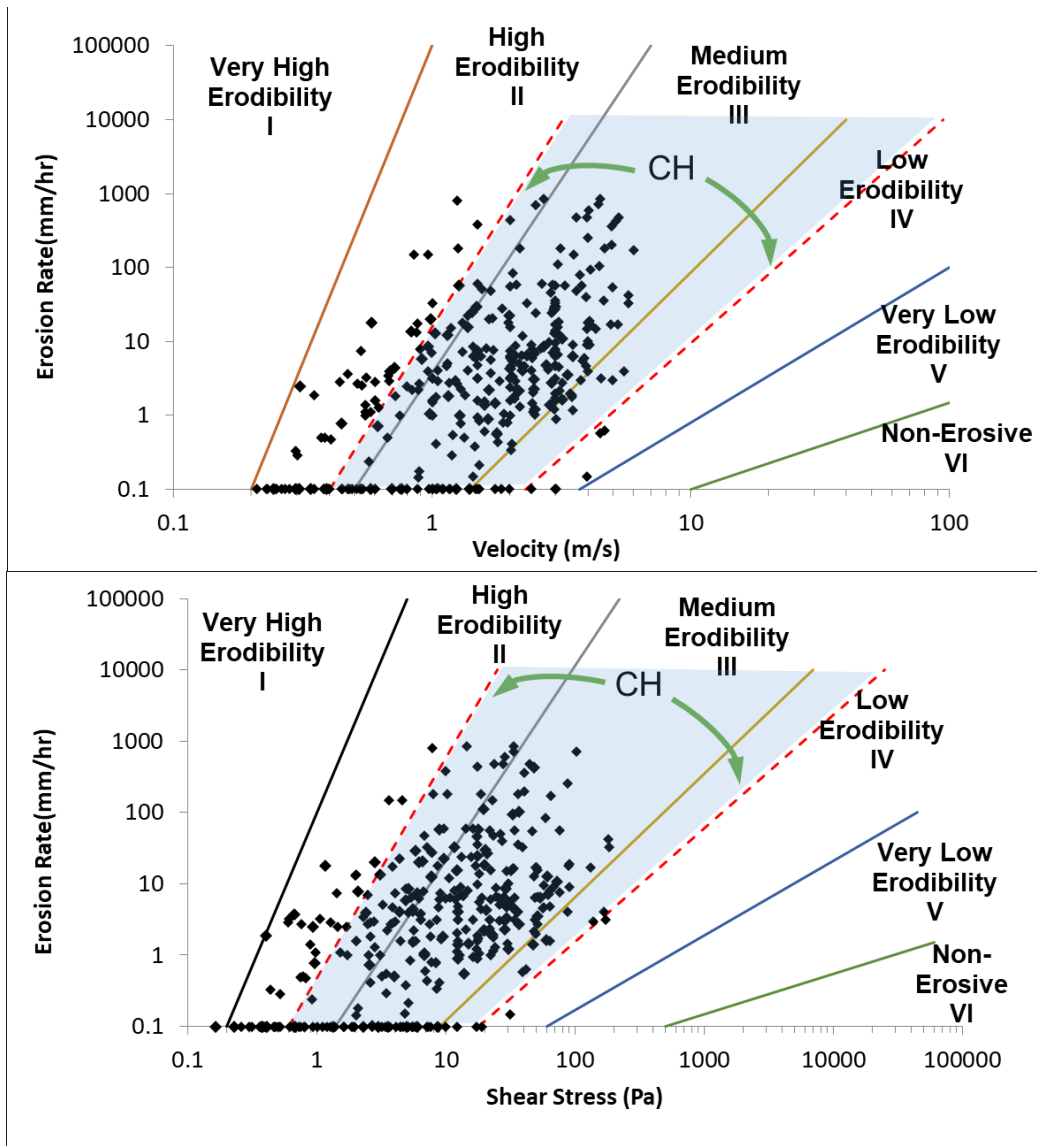 100000
10000
1000
100
10
1
0.1
Erosion Rate(mm/hr)
Very High
Erodibility
I
High
Erodibility
II
Medium
Erodibility
III
CH
Low
Erodibility
IV
Very Low
Erodibility
V
Non-Erosive
VI
0.1
1
10
100
Velocity (m/s)
100000
10000
1000
100
10
1
0.1
Erosion Rate(mm/hr)
Very High
Erodibility
I
High
Erodibility
II
Medium
Erodibility
III
CH
Low
Erodibility
IV
Very Low
Erodibility
V
Non-
Erosive
VI
0.1
1
10
100
1000
10000
100000
Shear Stress (Pa)